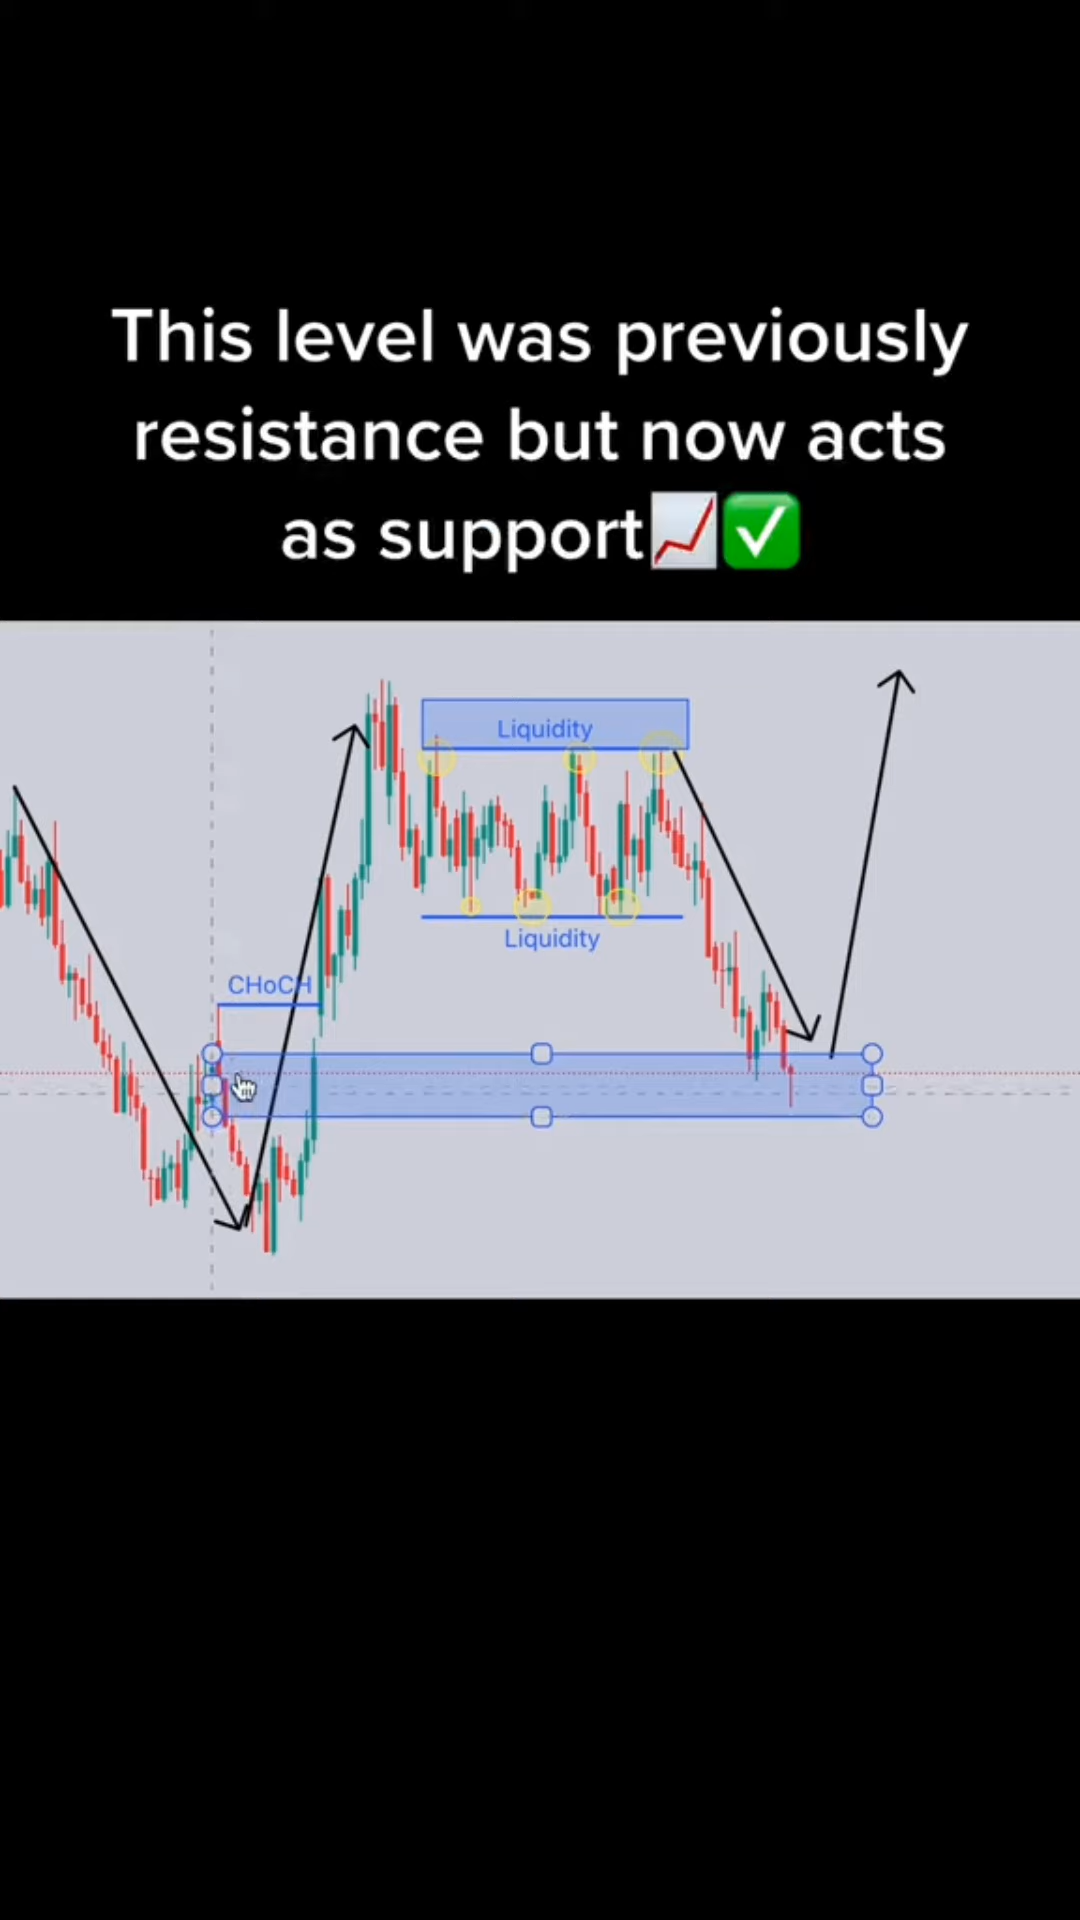 This level was previously
resistance but now acts
as support📈✅
Liquidity
Liquidity
CHoCH